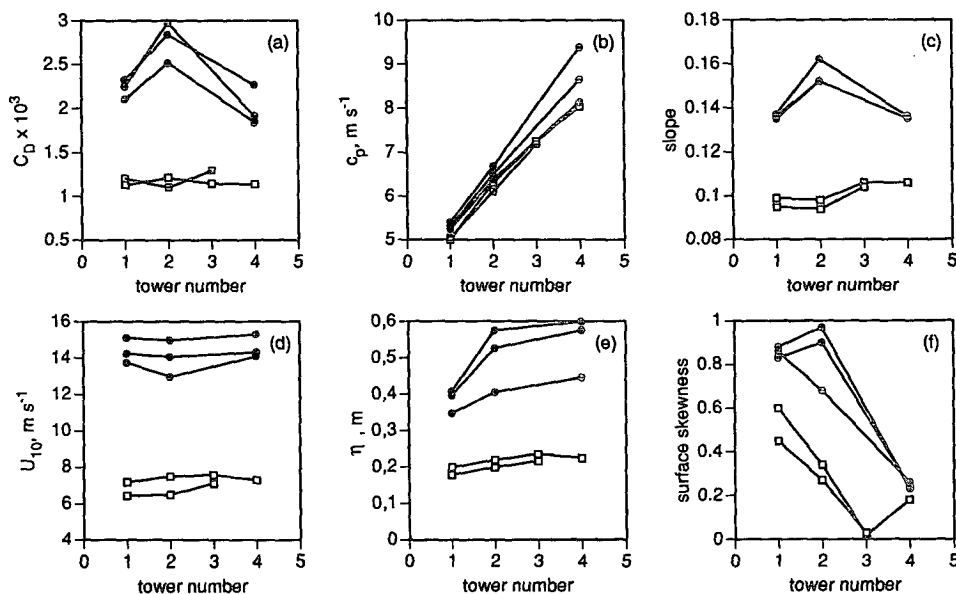 3
2.5
2
1.5
1
0.5
C_D x 10^3
(a)
0 1 2 3 4 5
tower number
10
9
8
7
6
5
c_p, m s^-1
(b)
0 1 2 3 4 5
tower number
0.18
0.16
0.14
0.12
0.1
0.08
slope
(c)
0 1 2 3 4 5
tower number
16
14
12
10
8
6
4
U_10, m s^-1
(d)
0 1 2 3 4 5
tower number
0,6
0,5
0,4
0,3
0,2
0,1
0
η , m
(e)
0 1 2 3 4 5
tower number
1
0.8
0.6
0.4
0.2
0
surface skewness
(f)
0 1 2 3 4 5
tower number